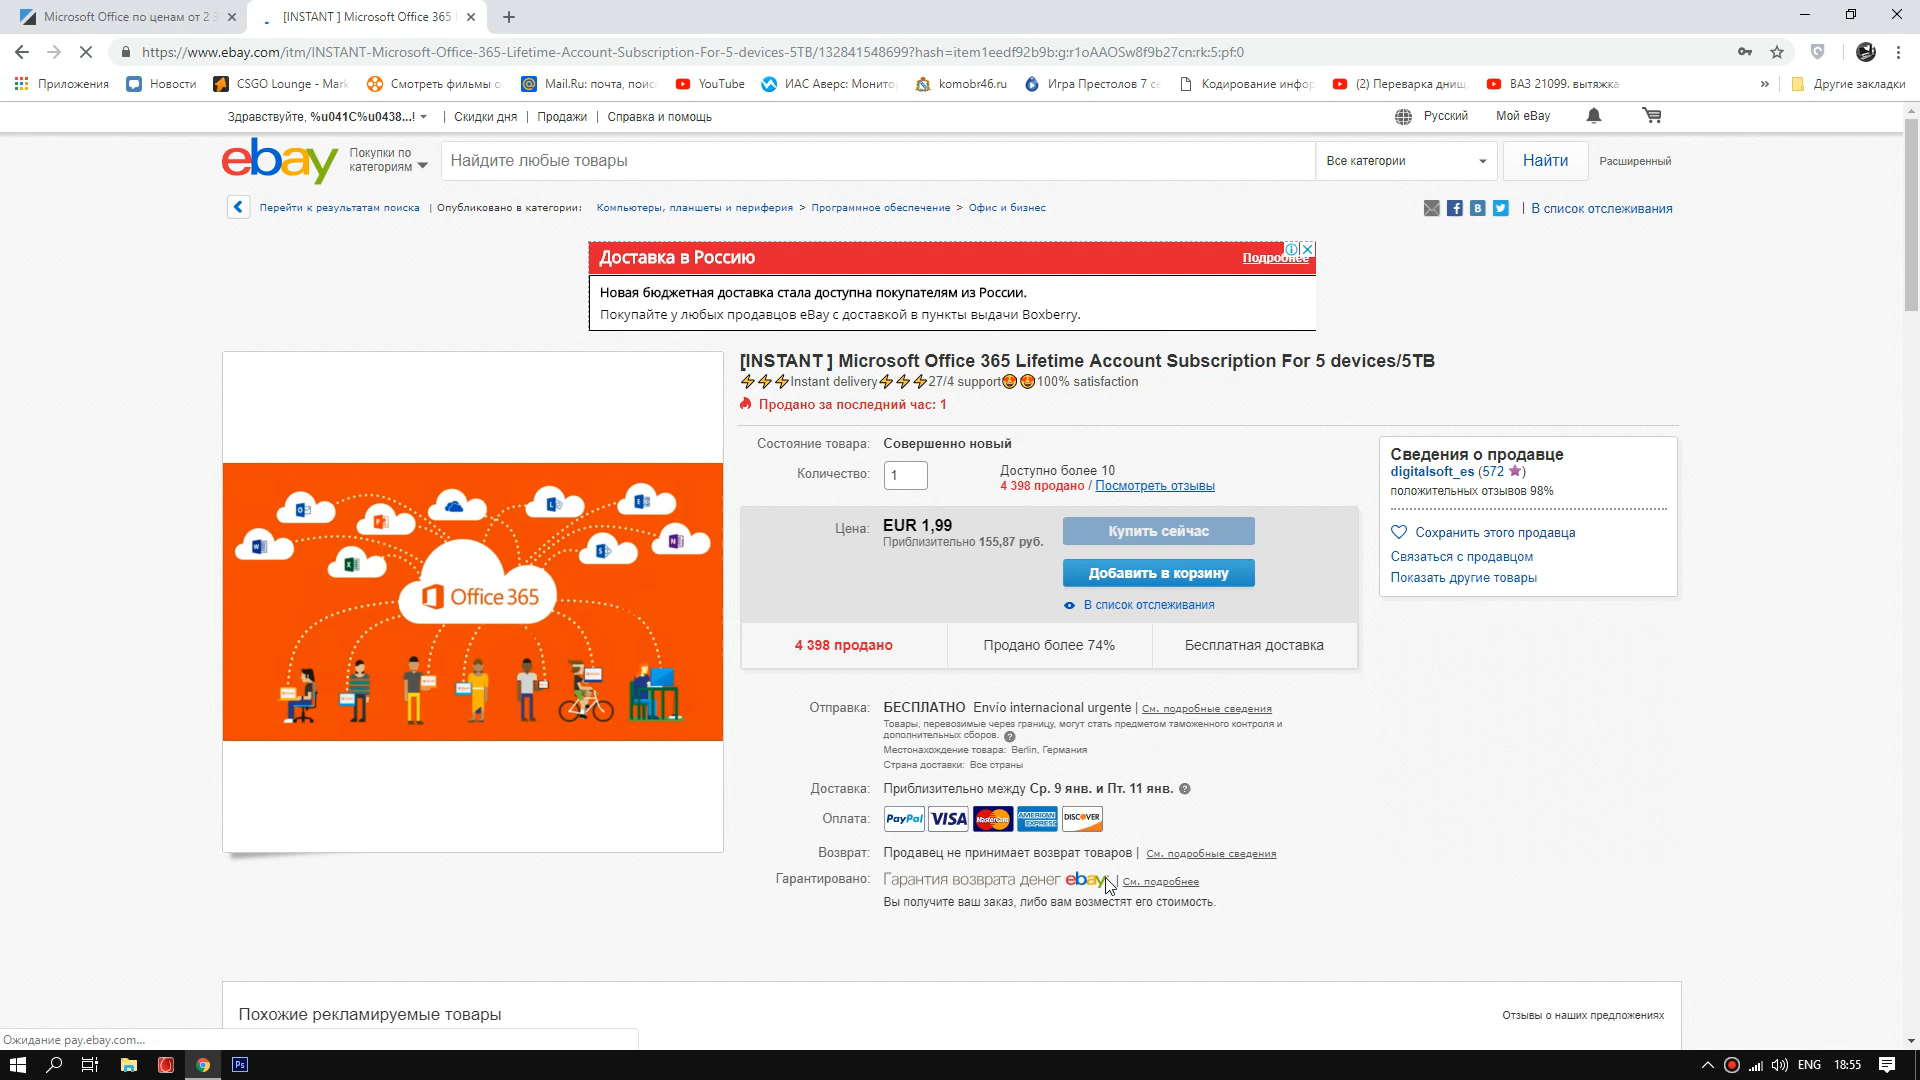 Microsoft Office по ценам от 2 3
[INSTANT ] Microsoft Office 365
https://www.ebay.com/itm/INSTANT-Microsoft-Office-365-Lifetime-Account-Subscription-For-5-devices-5TB/132841548699?hash=item1eedf92b9b:g:r1oAAOSw8f9b27cn:rk:5:pf:0
Приложения
Новости
CSGO Lounge - Mark
Смотреть фильмы о
Mail.Ru: почта, поис
YouTube
ИАС Аверс: Монито
komobr46.ru
Игра Престолов 7 се
Кодирование инфор
(2) Переварка днищ
ВАЗ 21099. вытяжка
»
Другие закладки
Здравствуйте, %u041C%u0438...! | Скидки дня | Продажи | Справка и помощь
Русский
Мой eBay
ebay
Покупки по
категориям
Найдите любые товары
Все категории
Найти
Расширенный
Перейти к результатам поиска | Опубликовано в категории: Компьютеры, планшеты и периферия > Программное обеспечение > Офис и бизнес
| В список отслеживания
Доставка в Россию
Подробнее
Новая бюджетная доставка стала доступна покупателям из России.
Покупайте у любых продавцов eBay с доставкой в пункты выдачи Boxberry.
[INSTANT ] Microsoft Office 365 Lifetime Account Subscription For 5 devices/5TB
⚡⚡⚡Instant delivery⚡⚡⚡27/4 support😍😍100% satisfaction
Продано за последний час: 1
Состояние товара: Совершенно новый
Количество: 1
Доступно более 10
4 398 продано / Посмотреть отзывы
Цена: EUR 1,99
Приблизительно 155,87 руб.
Купить сейчас
Добавить в корзину
В список отслеживания
4 398 продано
Продано более 74%
Бесплатная доставка
Сведения о продавце
digitalsoft_es (572 ★)
положительных отзывов 98%
Сохранить этого продавца
Связаться с продавцом
Показать другие товары
Office 365
Отправка: БЕСПЛАТНО Envío internacional urgente | См. подробные сведения
Товары, перевозимые через границу, могут стать предметом таможенного контроля и
дополнительных сборов.
Местонахождение товара: Berlin, Германия
Страна доставки: Все страны
Доставка: Приблизительно между Ср. 9 янв. и Пт. 11 янв.
Оплата: PayPal VISA MasterCard AMERICAN EXPRESS DISCOVER
Возврат: Продавец не принимает возврат товаров | См. подробные сведения
Гарантировано: Гарантия возврата денег ebay | См. подробнее
Вы получите ваш заказ, либо вам возместят его стоимость.
Похожие рекламируемые товары
Отзывы о наших предложениях
Ожидание pay.ebay.com...
Ps
ENG
18:55